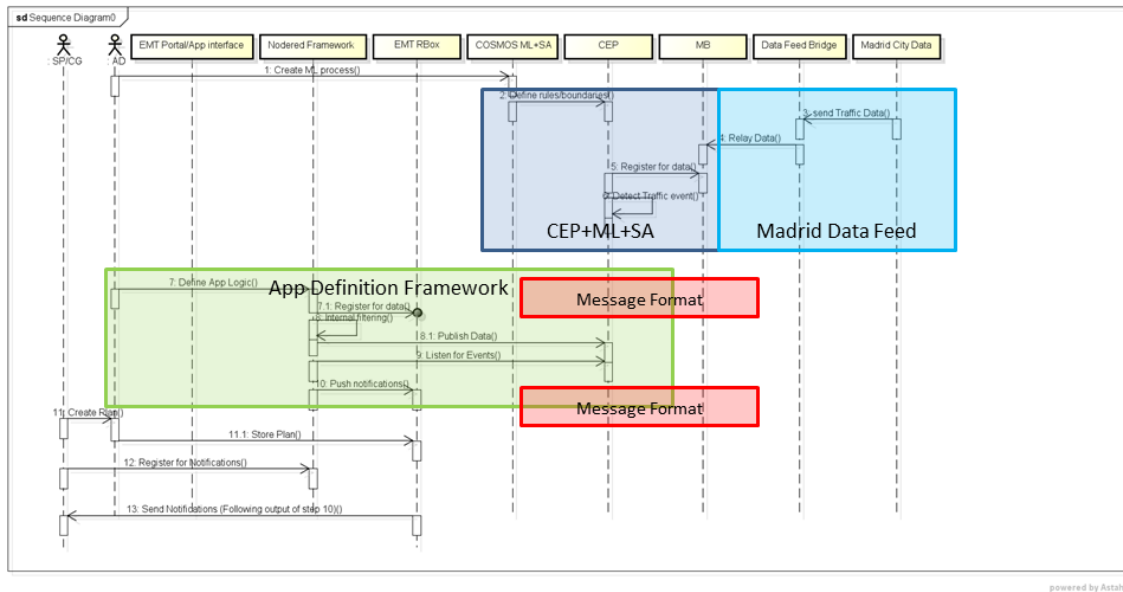 sd Sequence Diagram0
: SP/CG
: AD
EMT Portal/App interface
Nodered Framework
EMT RBox
COSMOS ML+SA
CEP
MB
Data Feed Bridge
Madrid City Data
1: Create ML process()
2: Define rules/boundaries()
3: send Traffic Data()
4: Relay Data()
5: Register for data()
6: Detect Traffic event()
CEP+ML+SA
Madrid Data Feed
7: Define App Logic()
App Definition Framework
Message Format
7.1: Register for data()
8: Internal filtering()
8.1: Publish Data()
9: Listen for Events()
10: Push notifications()
Message Format
11: Create Plan()
11.1: Store Plan()
12: Register for Notifications()
13: Send Notifications (Following output of step 10)()
powered by Astah